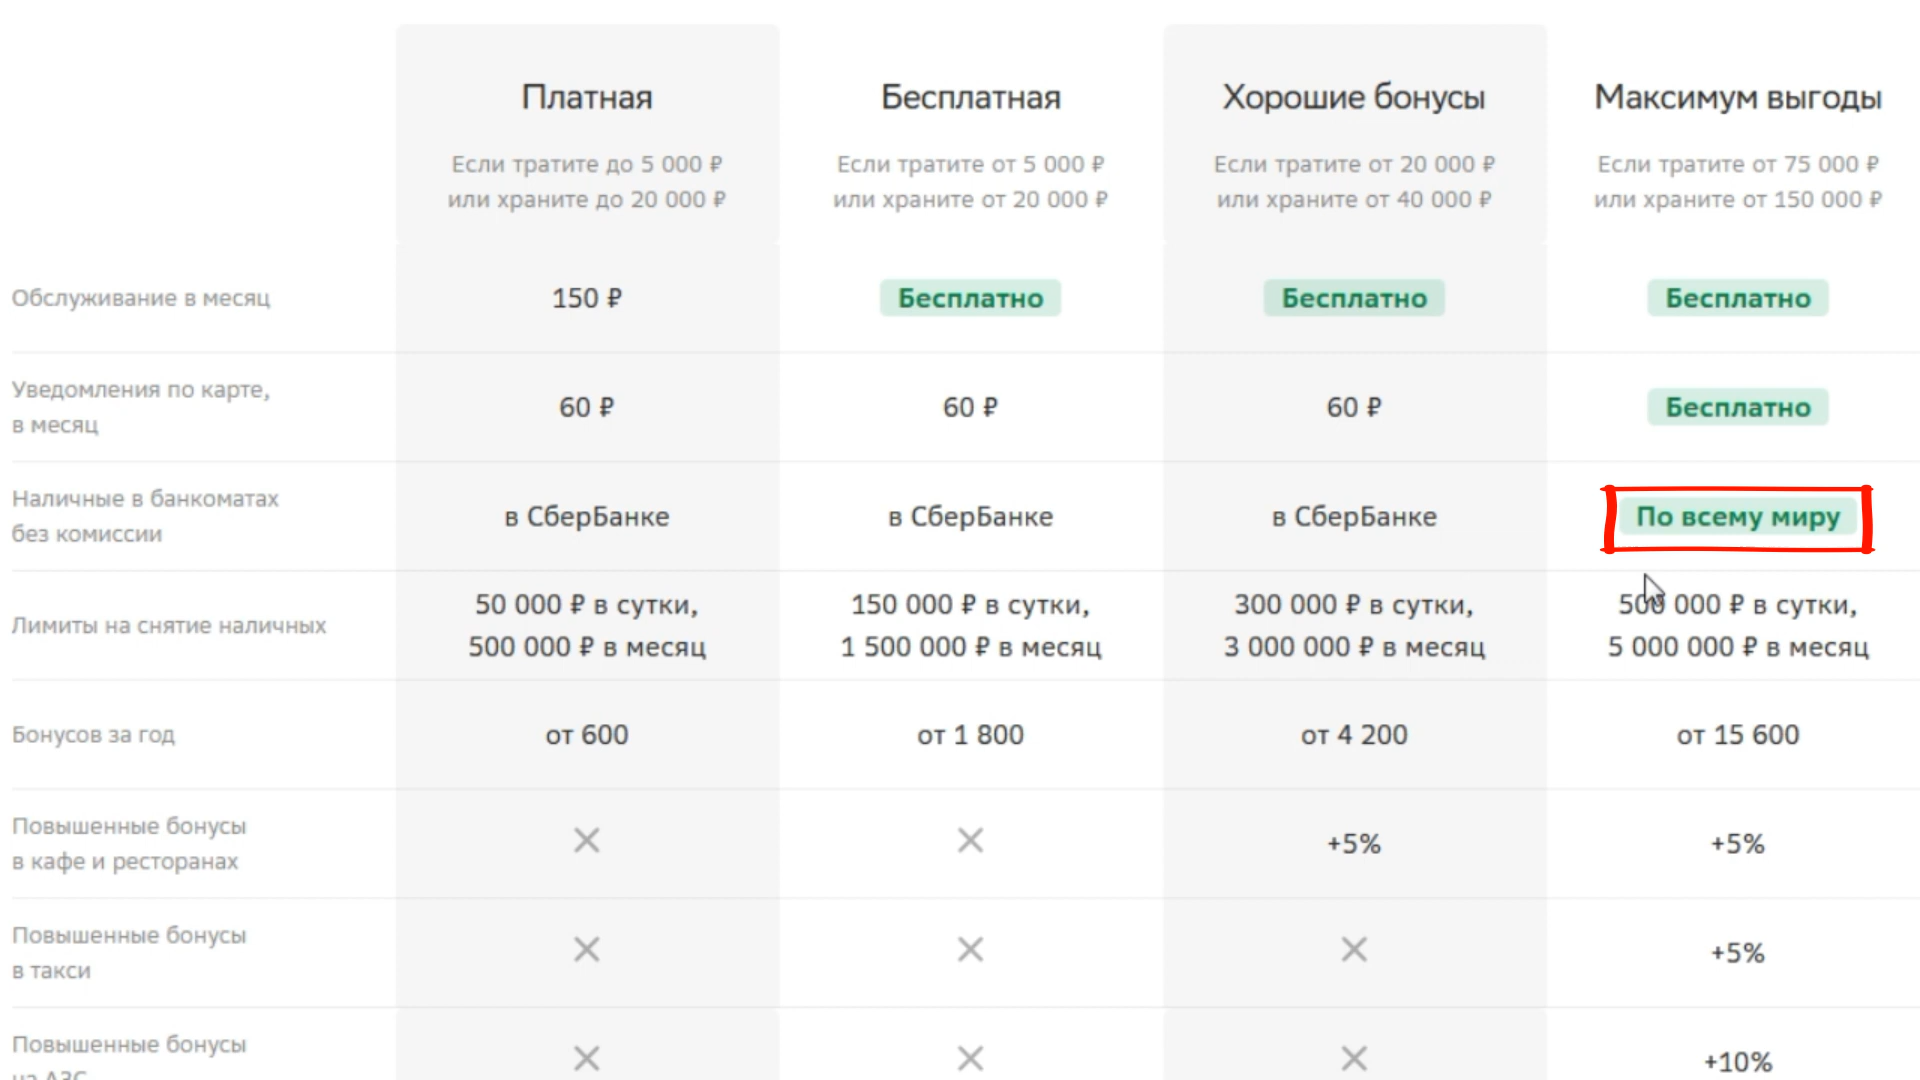 Платная
Бесплатная
Хорошие бонусы
Максимум выгоды
Если тратите до 5 000 ₽
или храните до 20 000 ₽
Если тратите от 5 000 ₽
или храните от 20 000 ₽
Если тратите от 20 000 ₽
или храните от 40 000 ₽
Если тратите от 75 000 ₽
или храните от 150 000 ₽
Обслуживание в месяц
150 ₽
Бесплатно
Бесплатно
Бесплатно
Уведомления по карте,
в месяц
60 ₽
60 ₽
60 ₽
Бесплатно
Наличные в банкоматах
без комиссии
в СберБанке
в СберБанке
в СберБанке
По всему миру
Лимиты на снятие наличных
50 000 ₽ в сутки,
500 000 ₽ в месяц
150 000 ₽ в сутки,
1 500 000 ₽ в месяц
300 000 ₽ в сутки,
3 000 000 ₽ в месяц
500 000 ₽ в сутки,
5 000 000 ₽ в месяц
Бонусов за год
от 600
от 1 800
от 4 200
от 15 600
Повышенные бонусы
в кафе и ресторанах
+5%
+5%
Повышенные бонусы
в такси
+5%
Повышенные бонусы
на АЗС
+10%